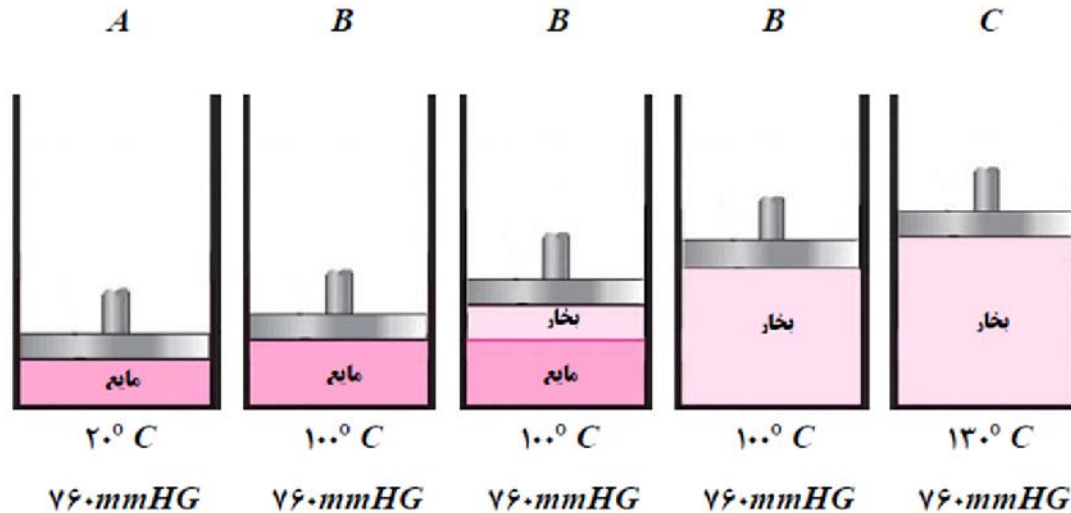 A B B B C
بخار
بخار بخار
مایع مایع مایع
۲۰° C ۱۰۰° C ۱۰۰° C ۱۰۰° C ۱۳۰° C
۷۶۰mmHG ۷۶۰mmHG ۷۶۰mmHG ۷۶۰mmHG ۷۶۰mmHG